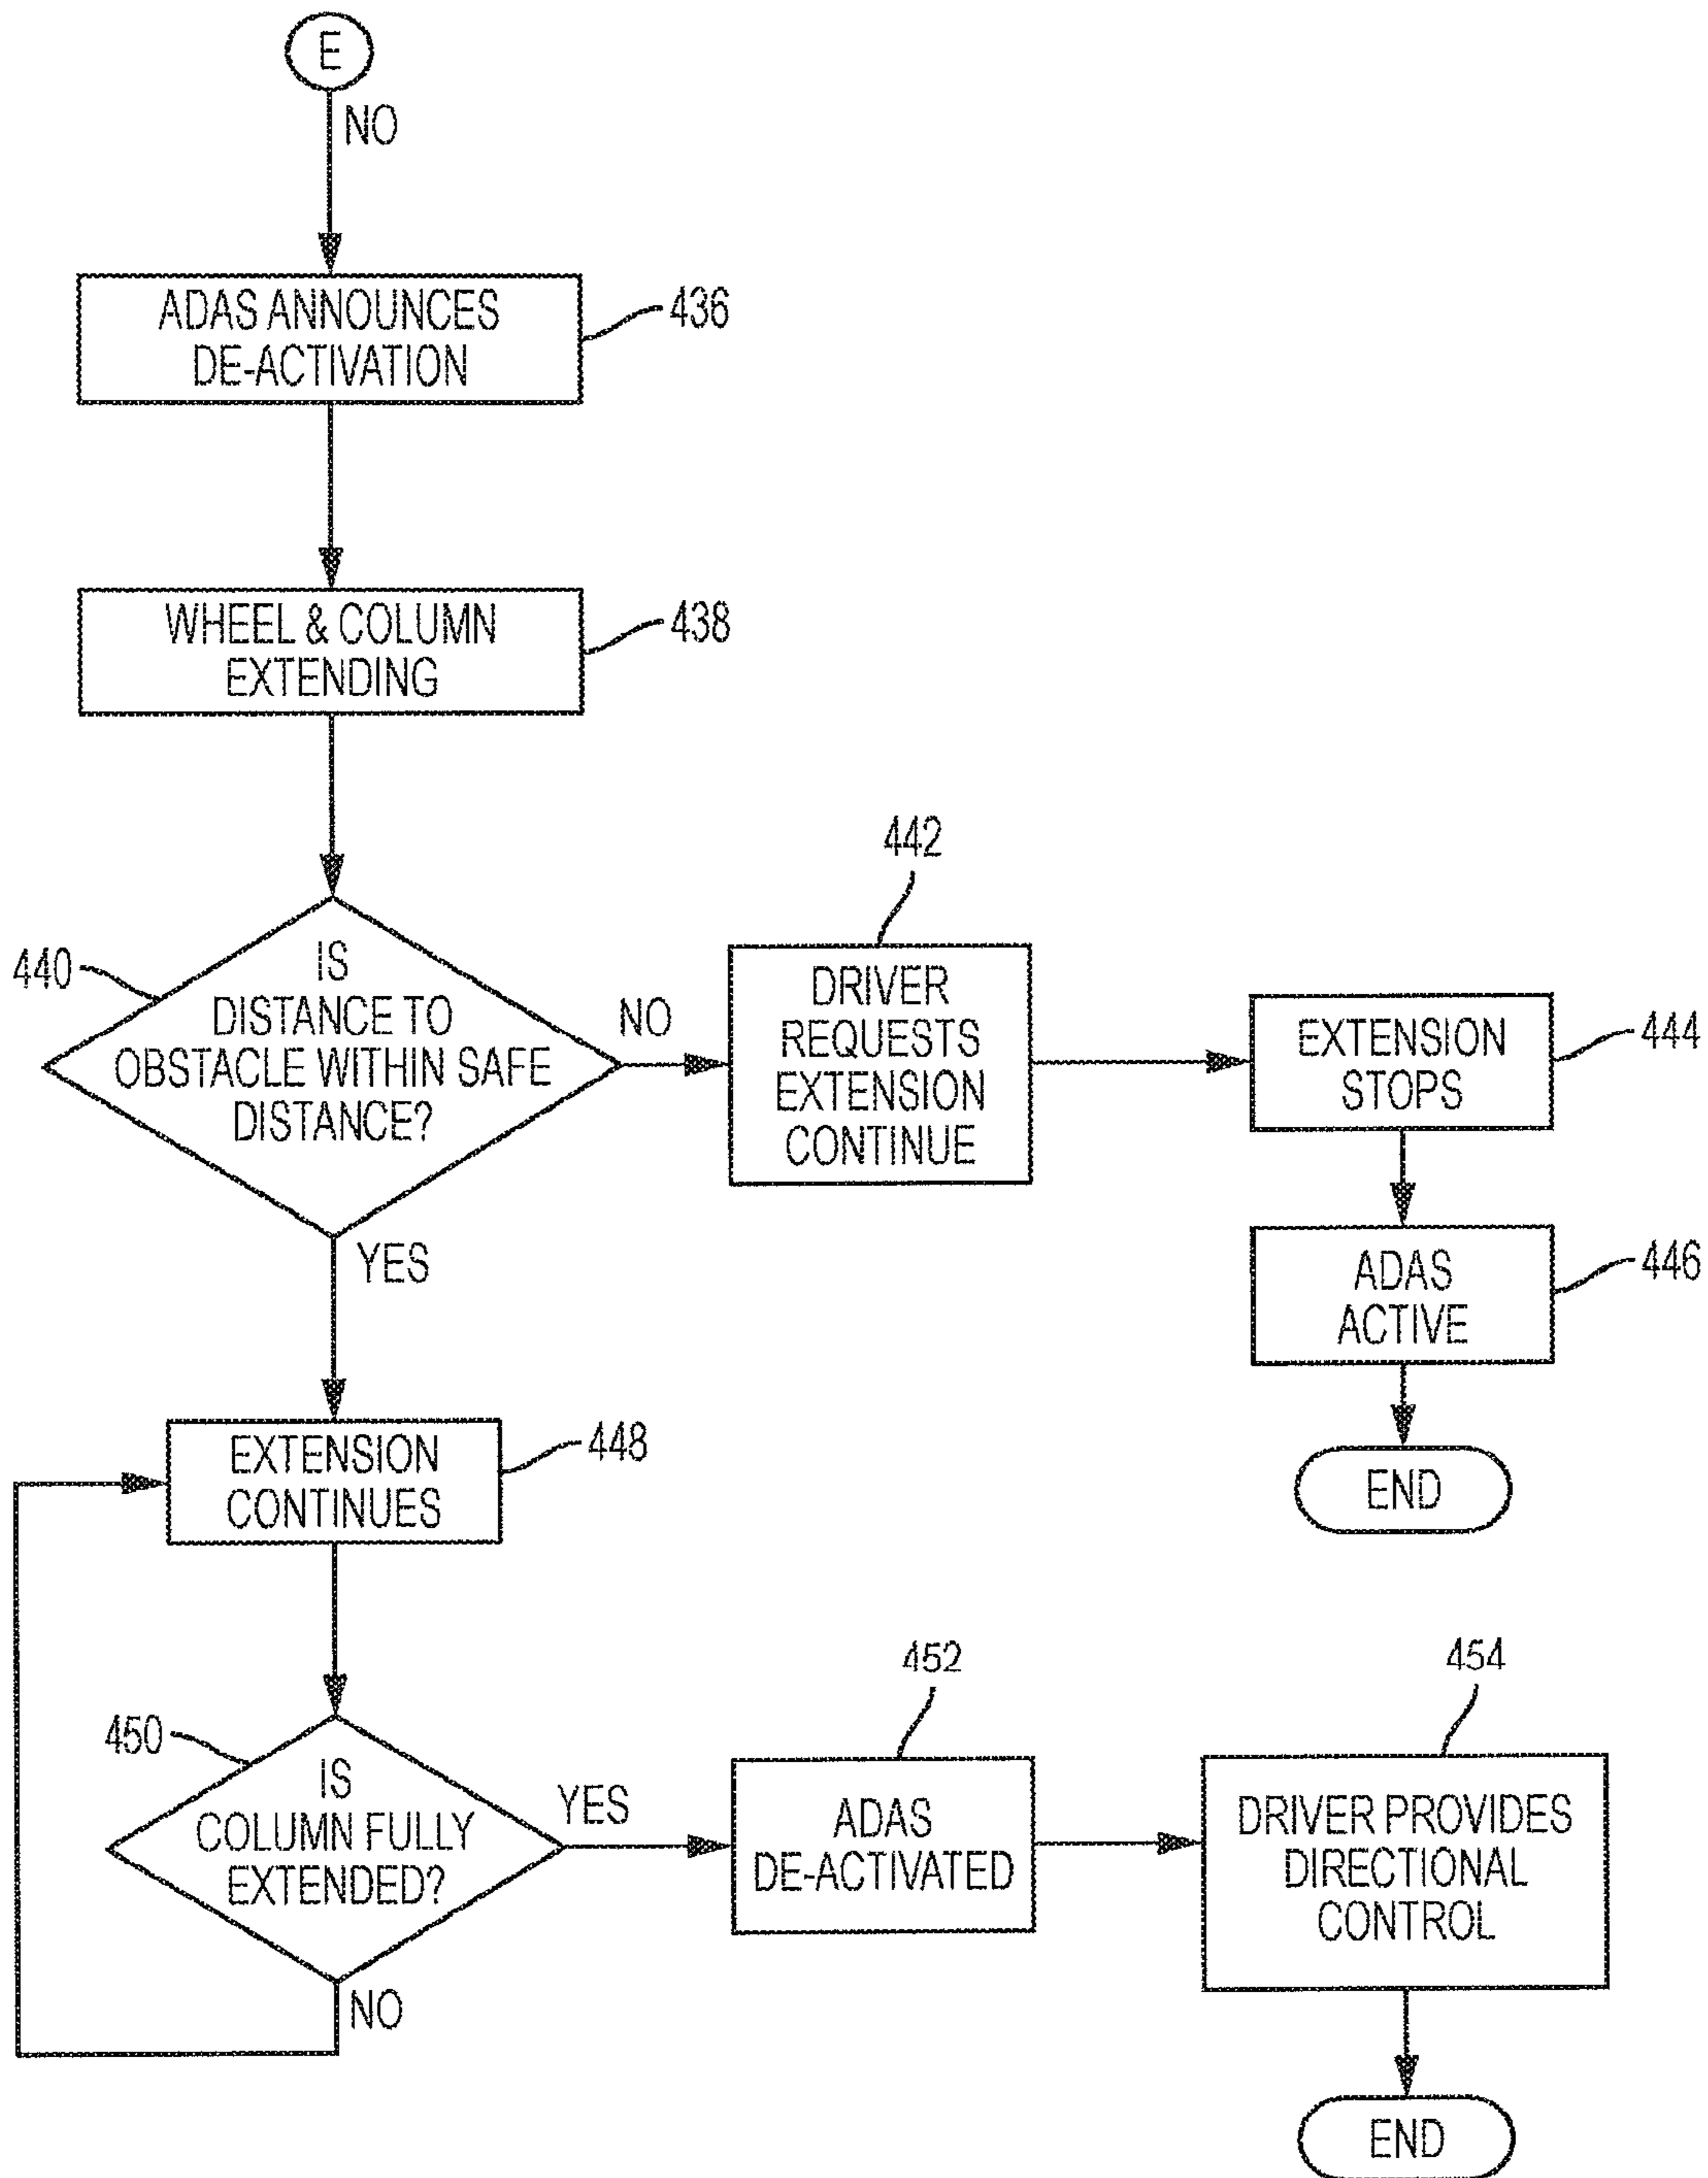 E
NO
ADAS ANNOUNCES
DE-ACTIVATION
436
WHEEL & COLUMN
EXTENDING
438
440
IS
DISTANCE TO
OBSTACLE WITHIN SAFE
DISTANCE?
NO
442
DRIVER
REQUESTS
EXTENSION
CONTINUE
EXTENSION
STOPS
444
ADAS
ACTIVE
446
END
YES
EXTENSION
CONTINUES
448
450
IS
COLUMN FULLY
EXTENDED?
YES
NO
452
ADAS
DE-ACTIVATED
454
DRIVER PROVIDES
DIRECTIONAL
CONTROL
END